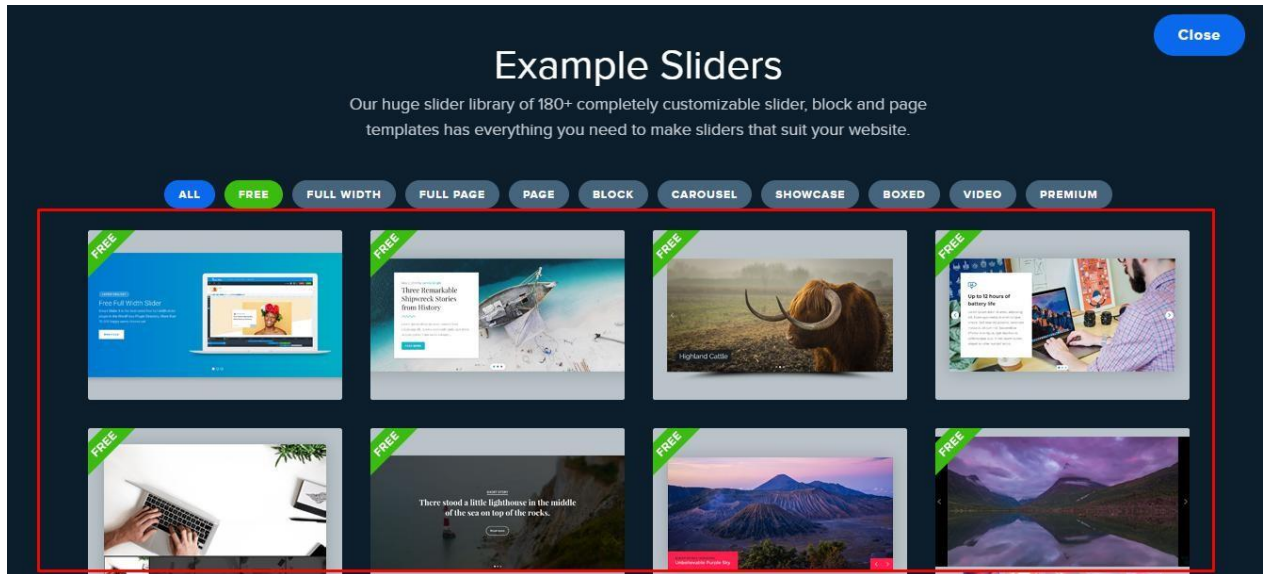 Close
Example Sliders
Our huge slider library of 180+ completely customizable slider, block and page
templates has everything you need to make sliders that suit your website.
ALL FREE FULL WIDTH FULL PAGE PAGE BLOCK CAROUSEL SHOWCASE BOXED VIDEO PREMIUM
FREE
Free Full Width Slider
FREE
Three Remarkable
Shipwreck Stories
from History
FREE
Highland Cattle
FREE
Up to 12 hours of
battery life
FREE
FREE
There stood a little lighthouse in the middle
of the sea on top of the rocks.
FREE
FREE